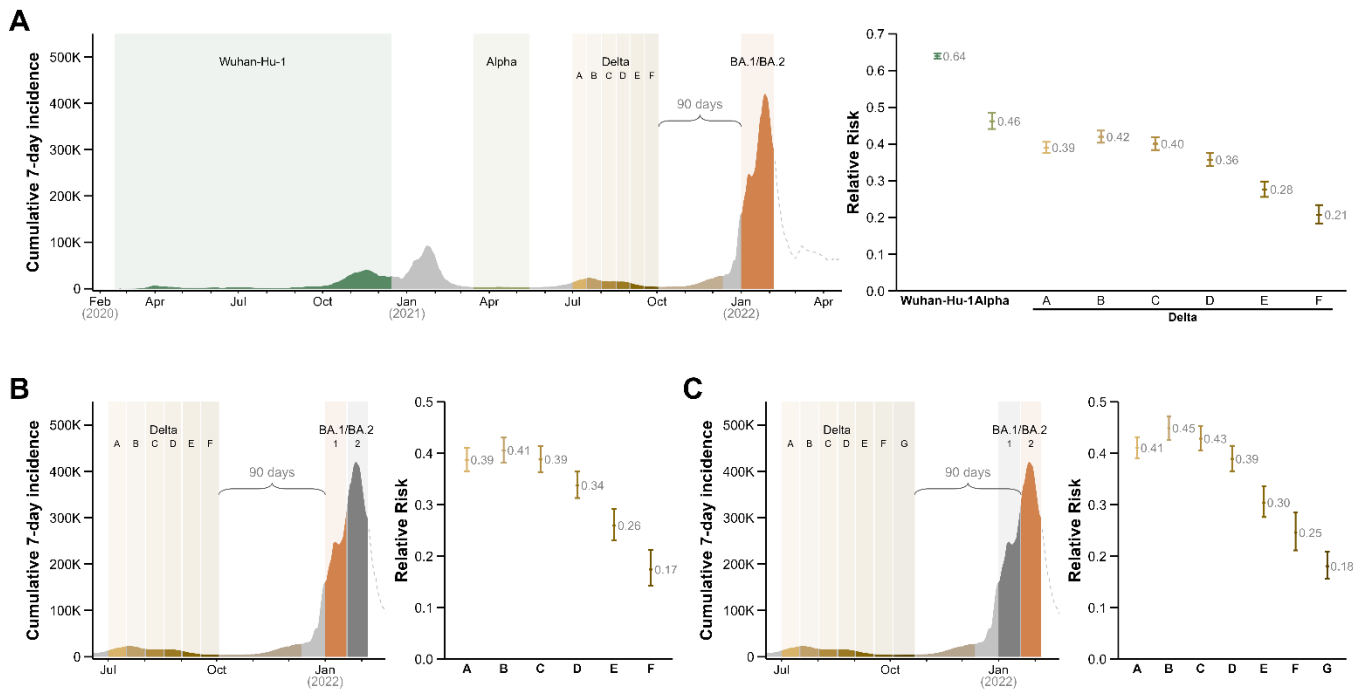 A
Cumulative 7-day incidence
500K
400K
300K
200K
100K
0
Wuhan-Hu-1
Alpha
Delta
A B C D E F
BA.1/BA.2
90 days
Feb Apr Jul Oct Jan Apr Jul Oct Jan Apr
(2020) (2021) (2022)
Relative Risk
0.7
0.6
0.5
0.4
0.3
0.2
0.1
0.0
0.64
0.46
0.39
0.42
0.40
0.36
0.28
0.21
Wuhan-Hu-1 Alpha A B C D E F
Delta
B
Cumulative 7-day incidence
500K
400K
300K
200K
100K
0
Delta
A B C D E F
BA.1/BA.2
1 2
90 days
Jul Oct Jan
(2022)
Relative Risk
0.5
0.4
0.3
0.2
0.1
0.0
0.39
0.41
0.39
0.34
0.26
0.17
A B C D E F
C
Cumulative 7-day incidence
500K
400K
300K
200K
100K
0
Delta
A B C D E F G
BA.1/BA.2
1 2
90 days
Jul Oct Jan
(2022)
Relative Risk
0.5
0.4
0.3
0.2
0.1
0.0
0.41
0.45
0.43
0.39
0.30
0.25
0.18
A B C D E F G